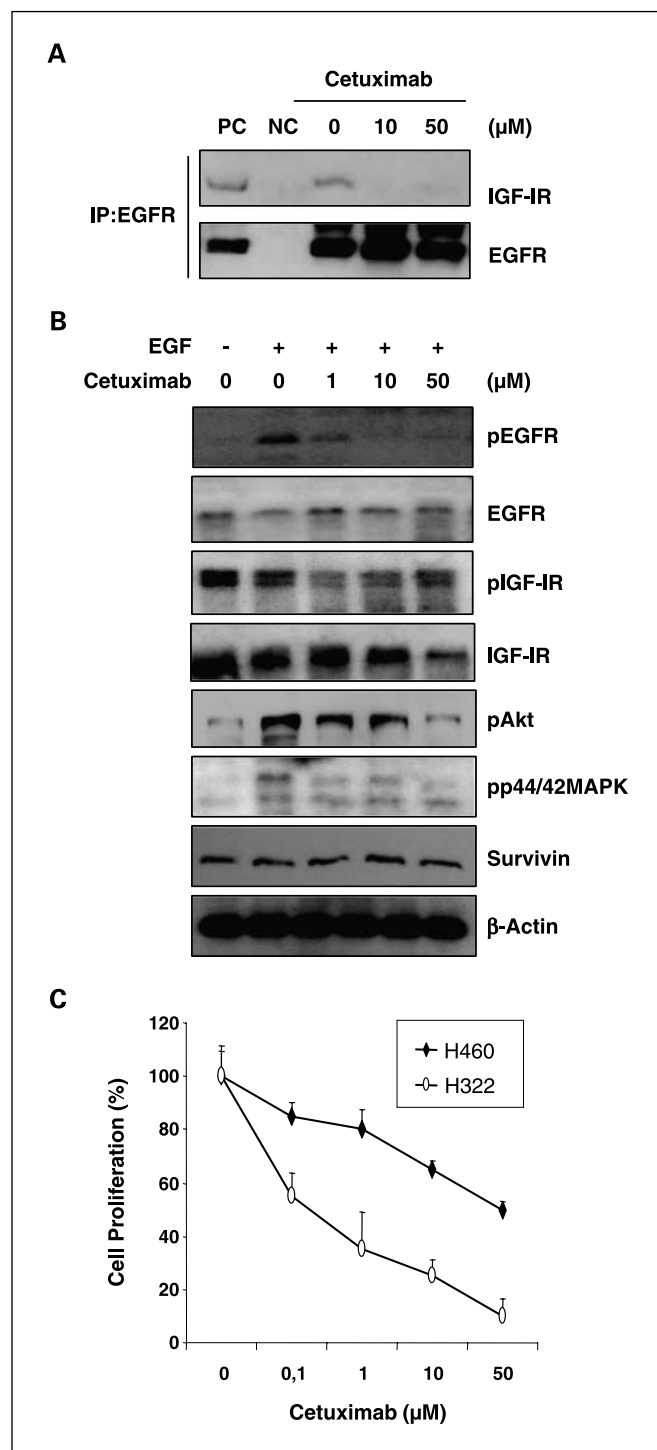 A
Cetuximab
PC NC 0 10 50 (µM)
IP:EGFR
IGF-IR
EGFR
B
EGF - + + + +
Cetuximab 0 0 1 10 50 (µM)
pEGFR
EGFR
pIGF-IR
IGF-IR
pAkt
pp44/42MAPK
Survivin
β-Actin
C
120
100
80
60
40
20
0
Cell Proliferation (%)
H460
H322
0 0,1 1 10 50
Cetuximab (µM)